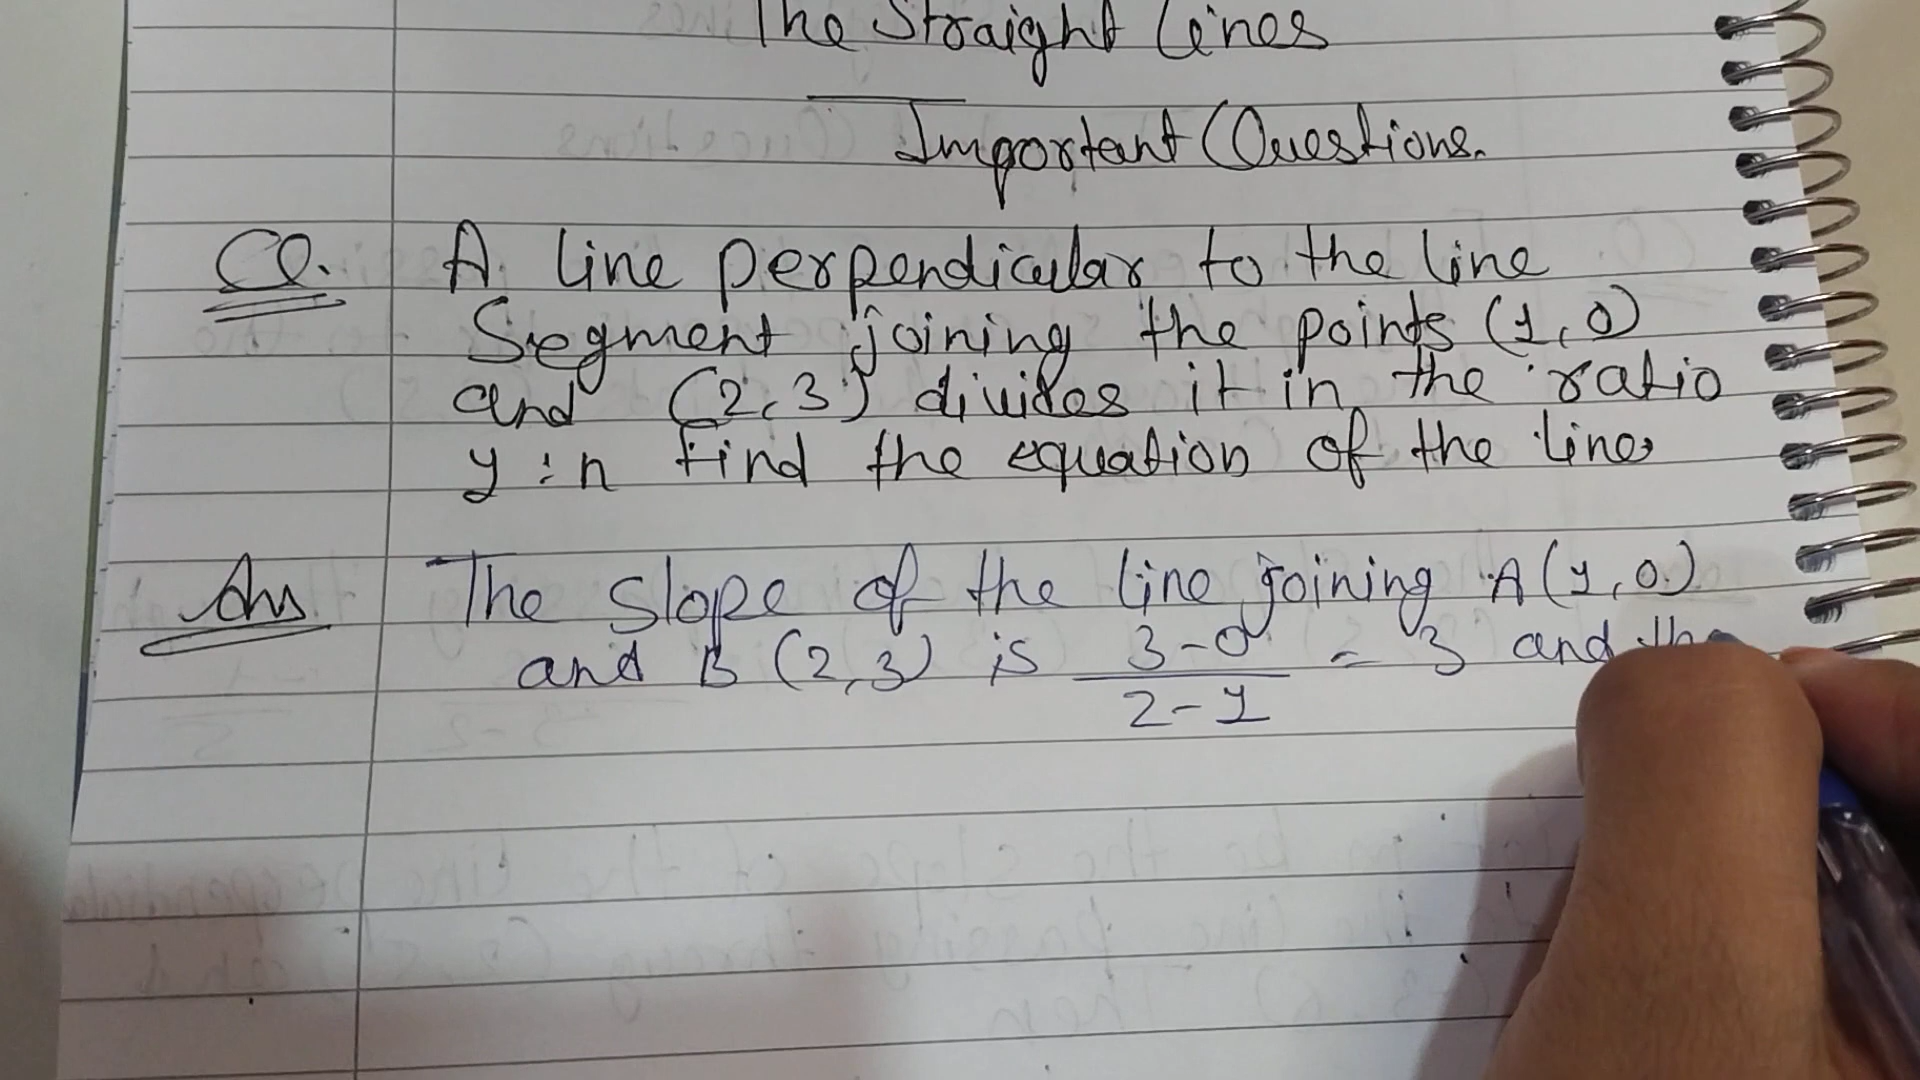 The Straight Lines
Important Questions.
Q.
A line perpendicular to the line
Segment joining the points (1, 0)
and (2, 3) divides it in the ratio
1 : n Find the equation of the line.
Ans
The slope of the line joining A (1, 0)
and B (2, 3) is 3-0 / 2-1 = 3 and the